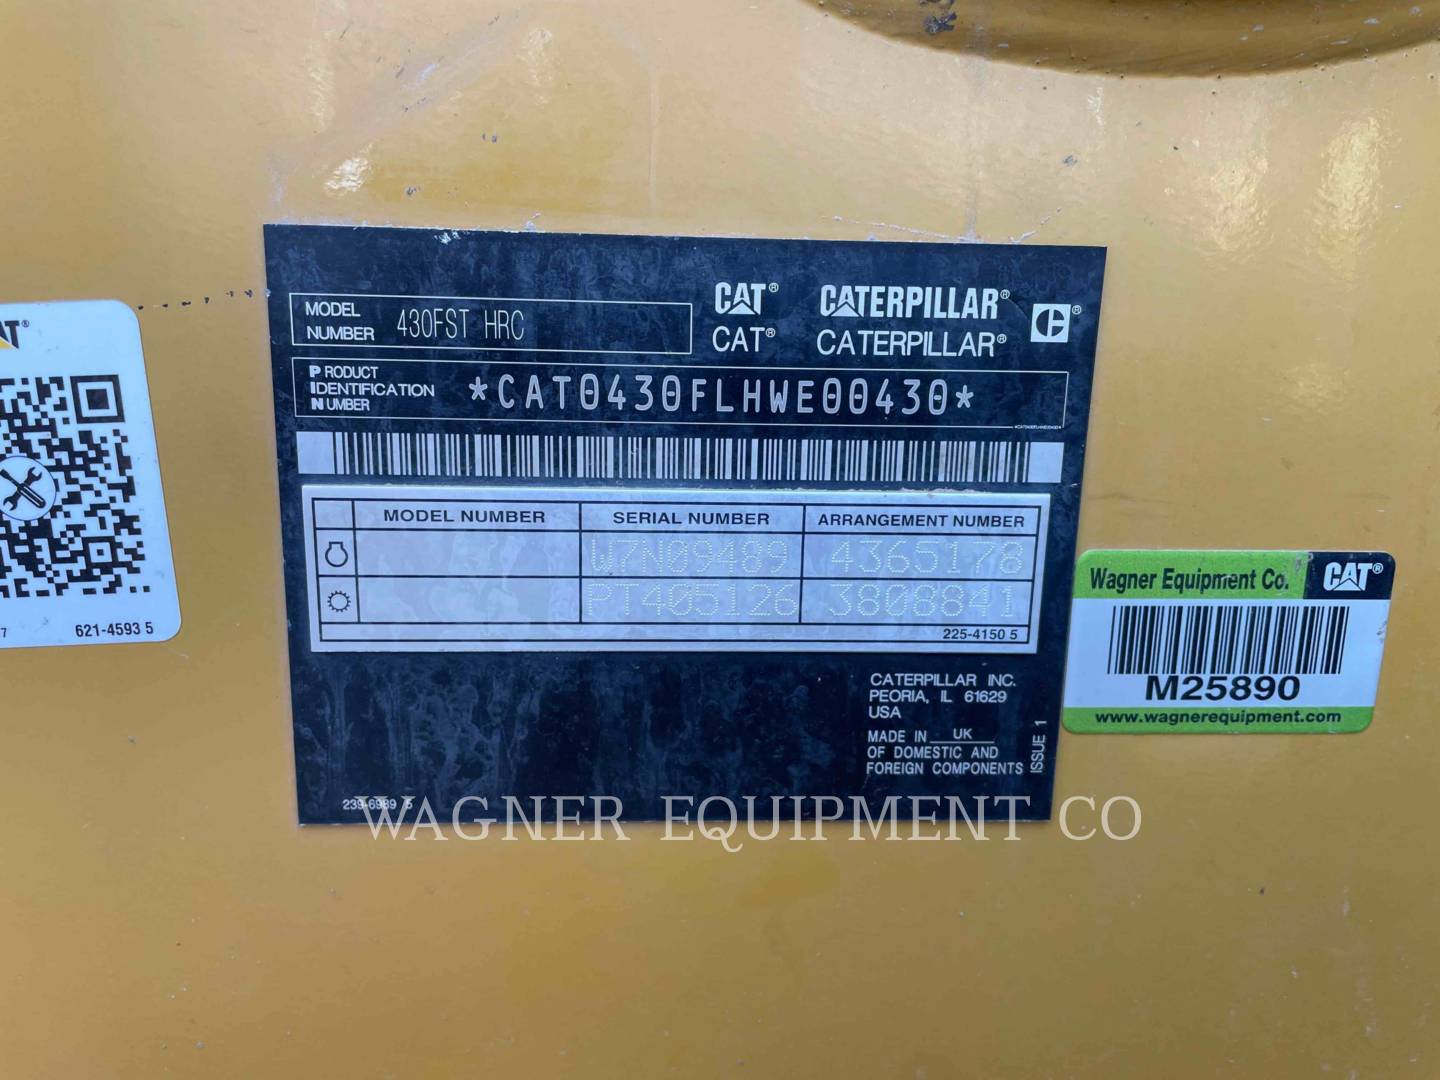 MODEL NUMBER 430FST HRC
CAT® CATERPILLAR®
CAT® CATERPILLAR®
PRODUCT IDENTIFICATION NUMBER *CAT0430FLHWE00430*
*CAT0430FLHWE00430*
MODEL NUMBER SERIAL NUMBER ARRANGEMENT NUMBER
W7N09489 4365178
PT405126 3808841
225-4150 5
CATERPILLAR INC.
PEORIA, IL 61629
USA
MADE IN UK
OF DOMESTIC AND
FOREIGN COMPONENTS
ISSUE 1
239-6989 5
AT®
7 621-4593 5
Wagner Equipment Co. CAT®
M25890
www.wagnerequipment.com
WAGNER EQUIPMENT CO